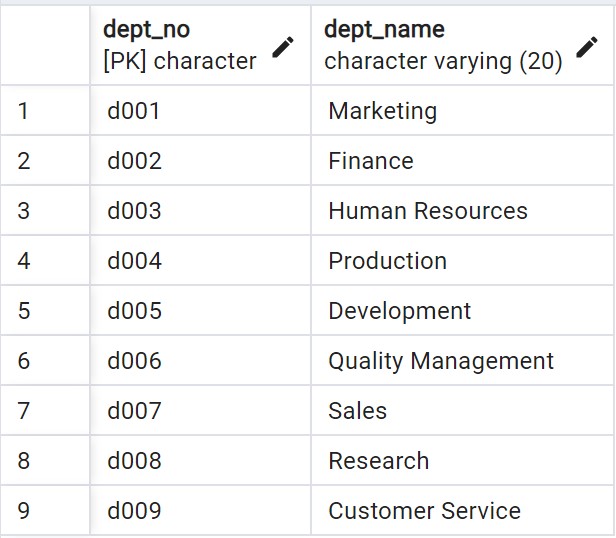 dept_no dept_name
[PK] character character varying (20)
1 d001 Marketing
2 d002 Finance
3 d003 Human Resources
4 d004 Production
5 d005 Development
6 d006 Quality Management
7 d007 Sales
8 d008 Research
9 d009 Customer Service